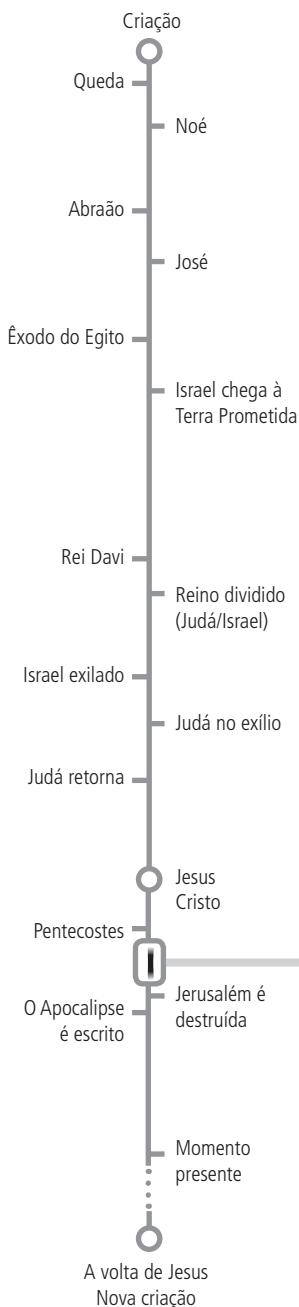 Criação
Queda
Noé
Abraão
José
Êxodo do Egito
Israel chega à
Terra Prometida
Rei Davi
Reino dividido
(Judá/Israel)
Israel exilado
Judá no exílio
Judá retorna
Jesus
Cristo
Pentecostes
Jerusalém é
destruída
O Apocalipse
é escrito
Momento
presente
A volta de Jesus
Nova criação